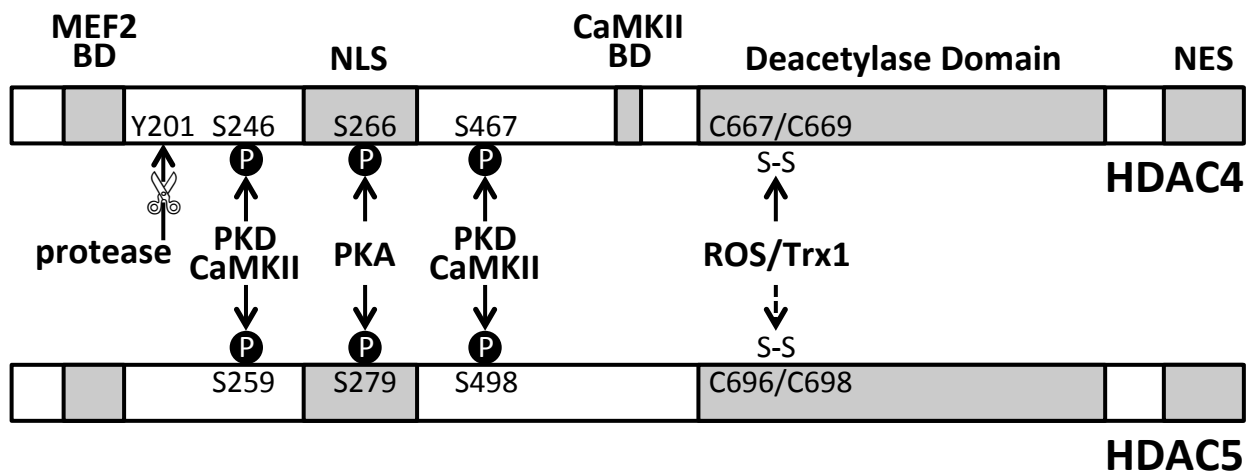 MEF2 BD
NLS
CaMKII BD
Deacetylase Domain
NES
Y201 S246 S266 S467 C667/C669
P P P S-S
HDAC4
protease
PKD CaMKII
PKA
PKD CaMKII
ROS/Trx1
P P P S-S
S259 S279 S498 C696/C698
HDAC5